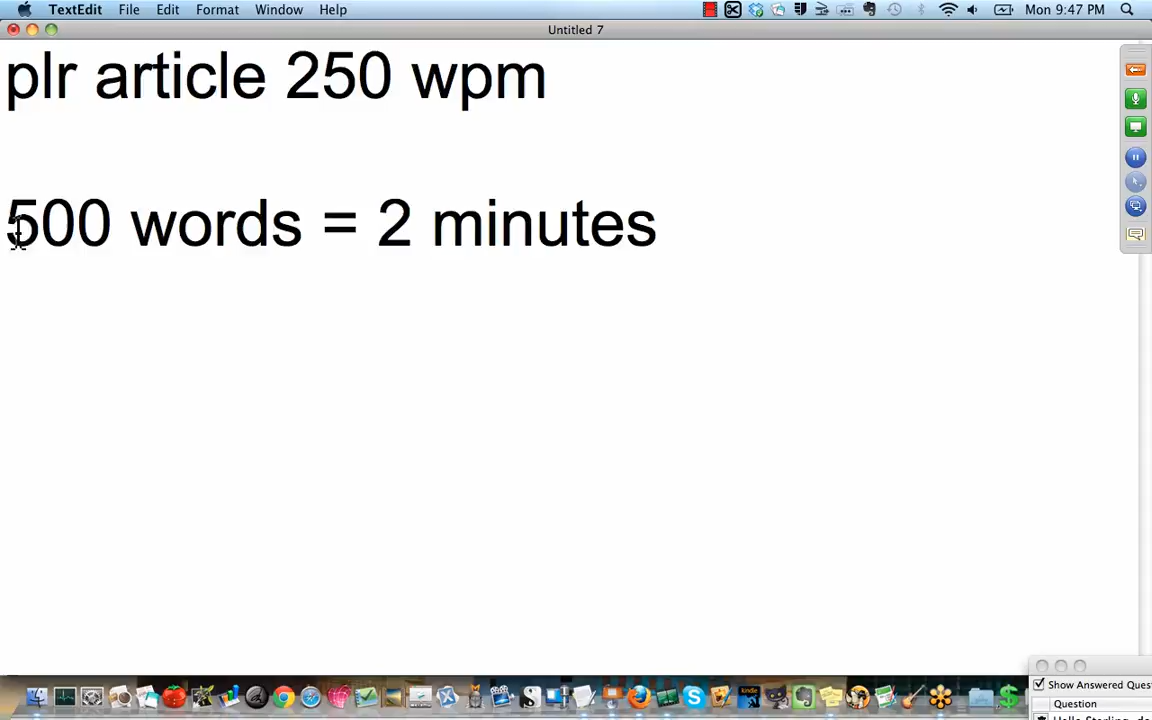 TextEdit File Edit Format Window Help Mon 9:47 PM
Untitled 7
plr article 250 wpm
500 words = 2 minutes
Show Answered Ques
Question